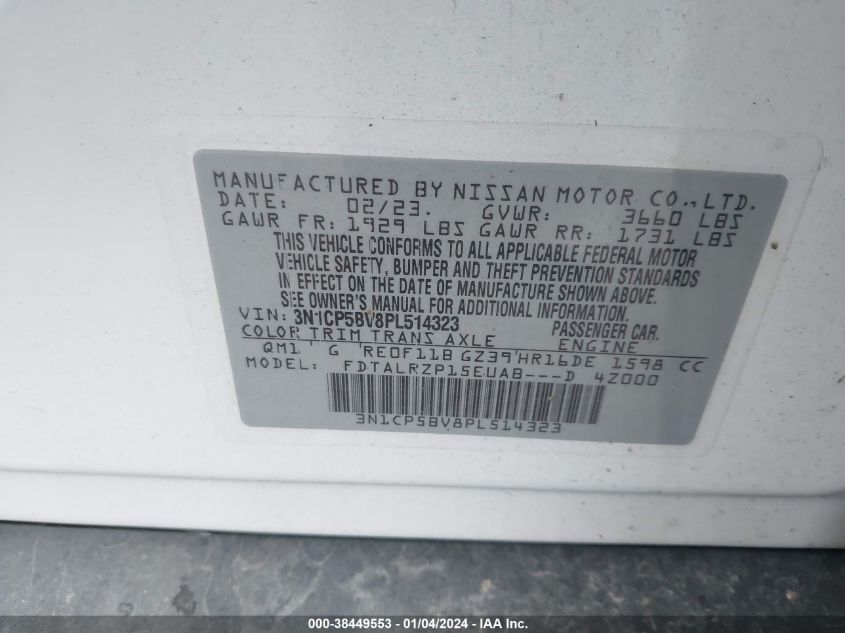 MANUFACTURED BY NISSAN MOTOR CO., LTD.
DATE: 02/23. GVWR: 3660 LBS
GAWR FR: 1929 LBS GAWR RR: 1731 LBS
THIS VEHICLE CONFORMS TO ALL APPLICABLE FEDERAL MOTOR
VEHICLE SAFETY, BUMPER AND THEFT PREVENTION STANDARDS
IN EFFECT ON THE DATE OF MANUFACTURE SHOWN ABOVE.
SEE OWNER'S MANUAL FOR ADDITIONAL INFORMATION.
VIN: 3N1CP5BV8PL514323 PASSENGER CAR.
COLOR TRIM TRANS AXLE ENGINE
QM1 G RE0F11B GZ39 HR16DE 1598 CC
MODEL: FDTALRZP15EUAB---D 4Z000
3N1CP5BV8PL514323
000-38449553 - 01/04/2024 - IAAI.COM